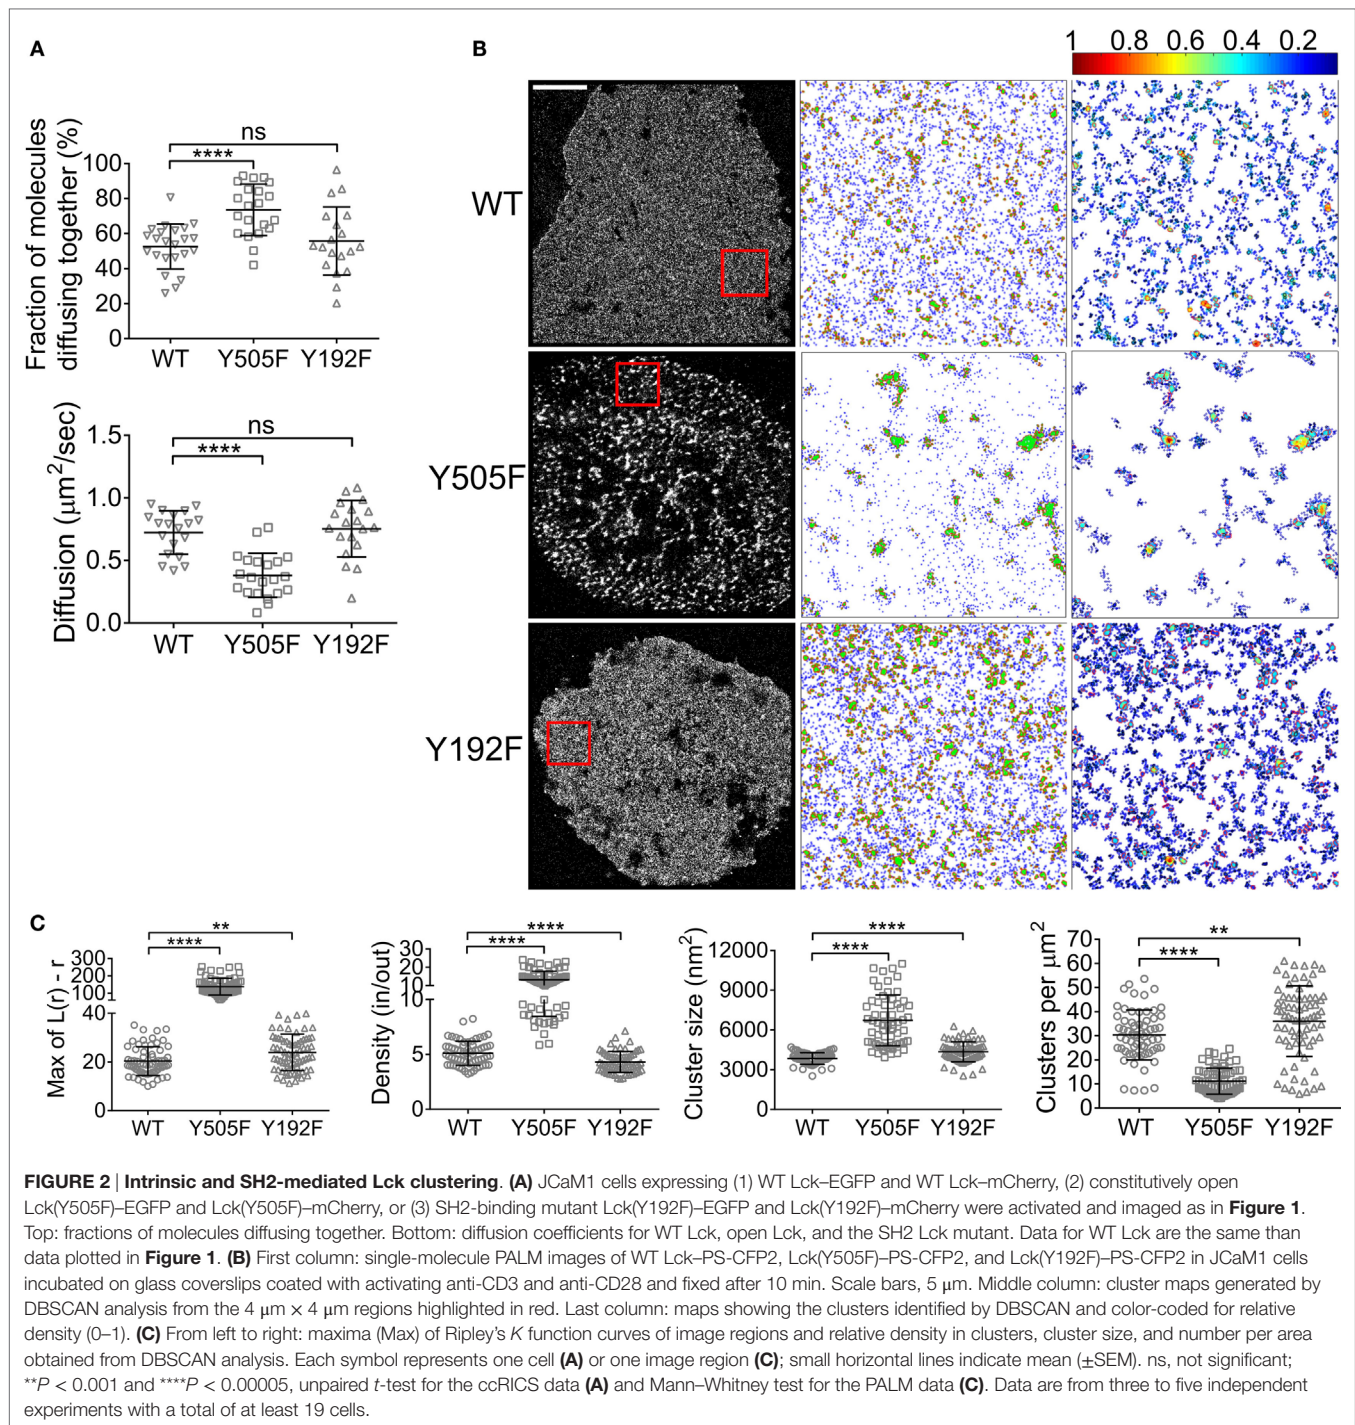 A
B
1 0.8 0.6 0.4 0.2
Fraction of molecules
diffusing together (%)
ns
****
100
80
60
40
20
0
WT Y505F Y192F
Diffusion (µm²/sec)
ns
****
1.5
1.0
0.5
0.0
WT Y505F Y192F
WT
Y505F
Y192F
C
Max of L(r) - r
**
****
300
250
200
150
100
40
20
0
WT Y505F Y192F
Density (in/out)
****
****
30
20
10
10
5
0
WT Y505F Y192F
Cluster size (nm²)
****
****
12000
9000
6000
3000
0
WT Y505F Y192F
Clusters per µm²
**
****
70
60
50
40
30
20
10
0
WT Y505F Y192F
FIGURE 2 | Intrinsic and SH2-mediated Lck clustering. (A) JCaM1 cells expressing (1) WT Lck–EGFP and WT Lck–mCherry, (2) constitutively open
Lck(Y505F)–EGFP and Lck(Y505F)–mCherry, or (3) SH2-binding mutant Lck(Y192F)–EGFP and Lck(Y192F)–mCherry were activated and imaged as in Figure 1.
Top: fractions of molecules diffusing together. Bottom: diffusion coefficients for WT Lck, open Lck, and the SH2 Lck mutant. Data for WT Lck are the same than
data plotted in Figure 1. (B) First column: single-molecule PALM images of WT Lck–PS-CFP2, Lck(Y505F)–PS-CFP2, and Lck(Y192F)–PS-CFP2 in JCaM1 cells
incubated on glass coverslips coated with activating anti-CD3 and anti-CD28 and fixed after 10 min. Scale bars, 5 µm. Middle column: cluster maps generated by
DBSCAN analysis from the 4 µm × 4 µm regions highlighted in red. Last column: maps showing the clusters identified by DBSCAN and color-coded for relative
density (0–1). (C) From left to right: maxima (Max) of Ripley's K function curves of image regions and relative density in clusters, cluster size, and number per area
obtained from DBSCAN analysis. Each symbol represents one cell (A) or one image region (C); small horizontal lines indicate mean (±SEM). ns, not significant;
**P < 0.001 and ****P < 0.00005, unpaired t-test for the ccRICS data (A) and Mann–Whitney test for the PALM data (C). Data are from three to five independent
experiments with a total of at least 19 cells.